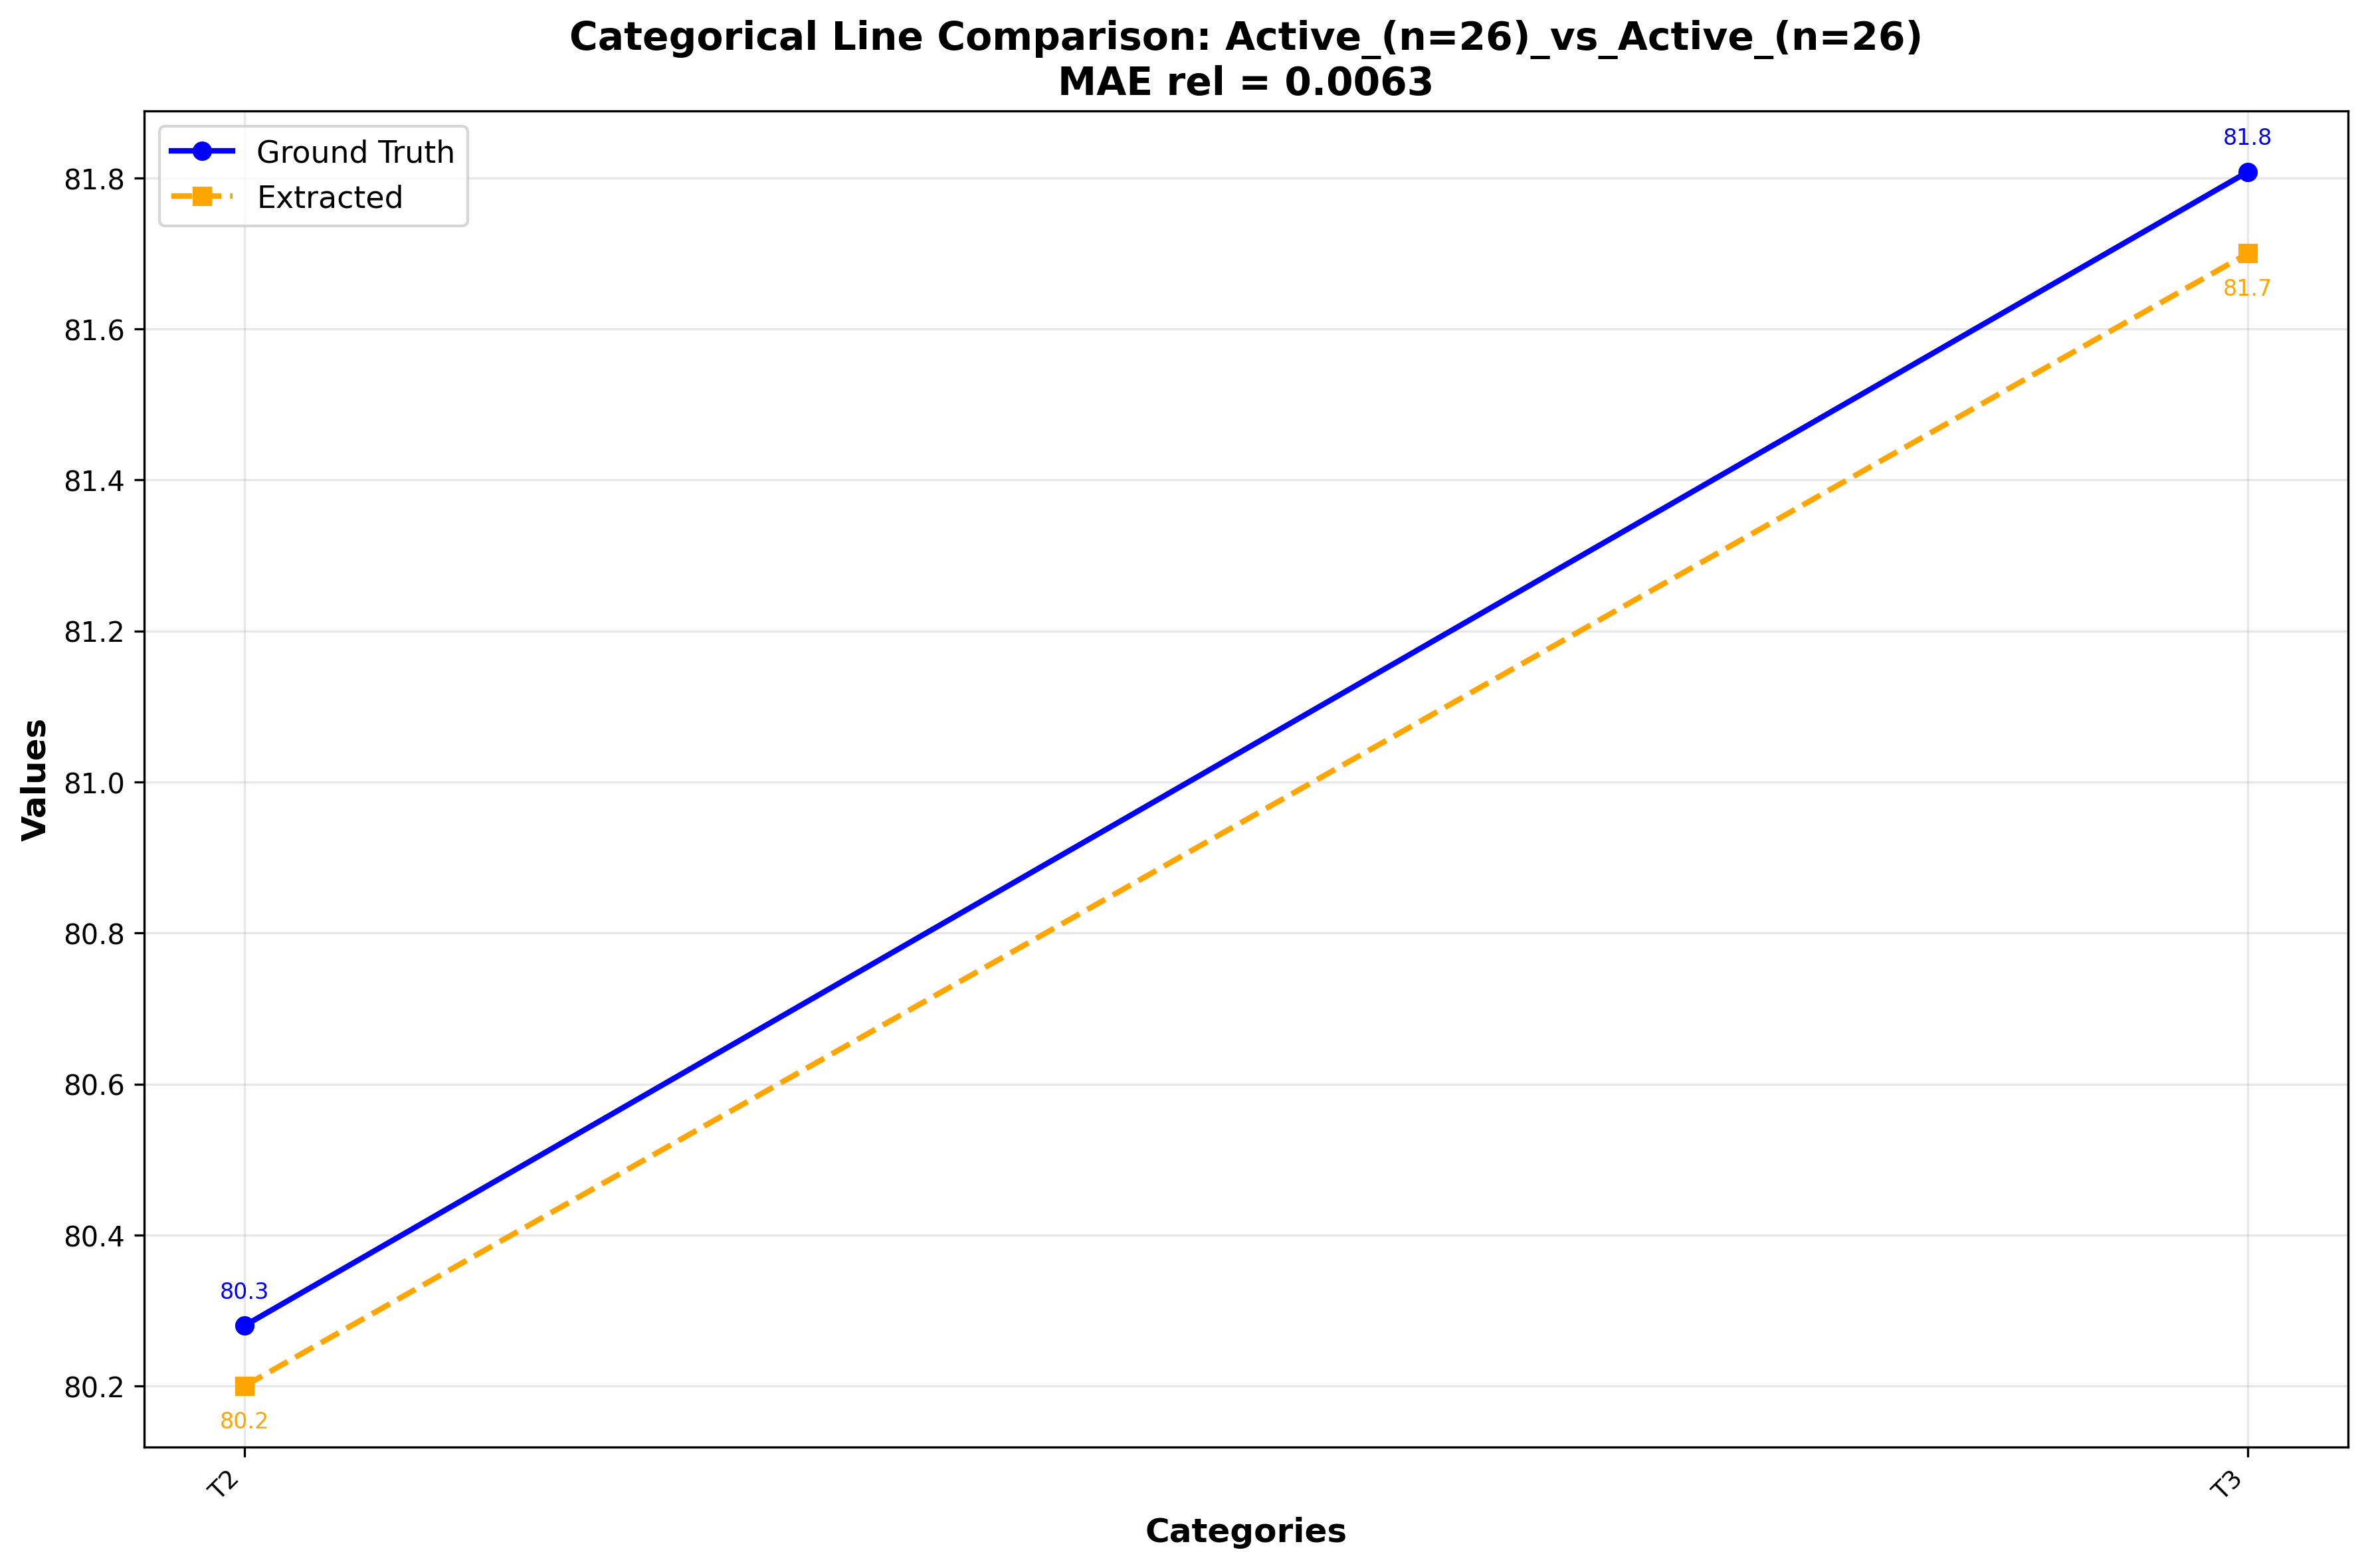 Categorical Line Comparison: Active_(n=26)_vs_Active_(n=26)
MAE rel = 0.0063
Ground Truth
Extracted
81.8
81.6
81.4
81.2
81.0
80.8
80.6
80.4
80.2
Values
81.8
81.7
80.3
80.2
T2
T3
Categories